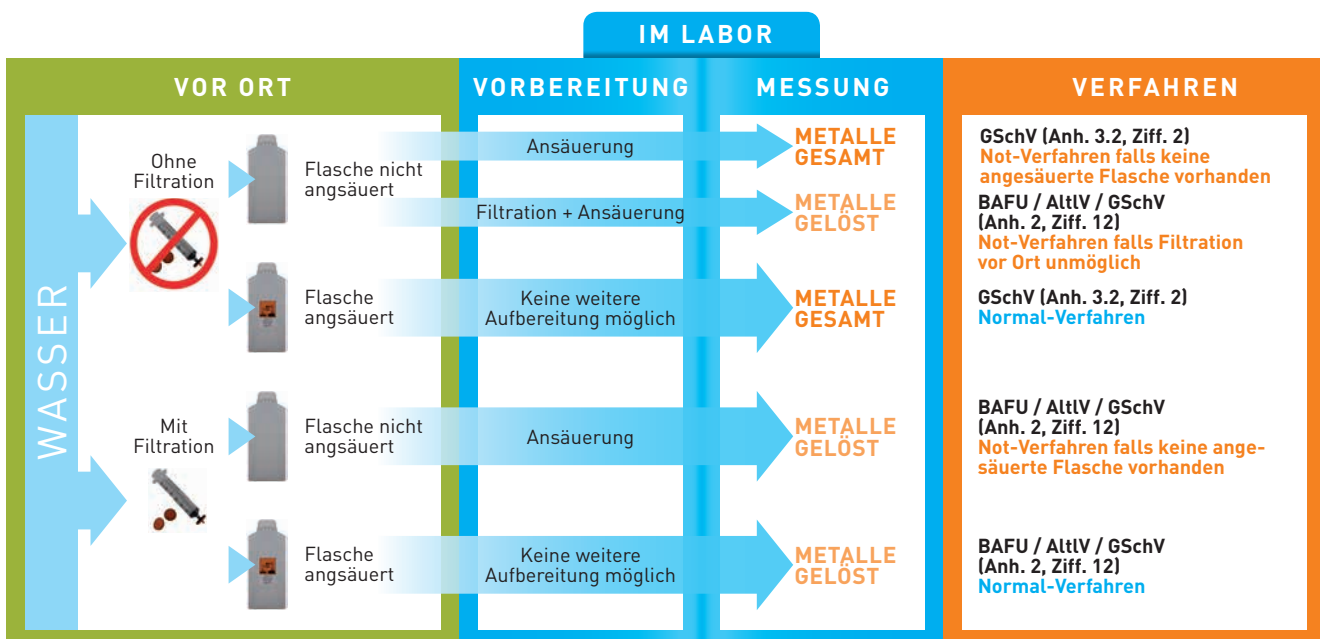 IM LABOR
VOR ORT
VORBEREITUNG
MESSUNG
VERFAHREN
WASSER
Ohne
Filtration
Flasche nicht
angsäuert
Ansäuerung
METALLE
GESAMT
GSchV (Anh. 3.2, Ziff. 2)
Not-Verfahren falls keine
angesäuerte Flasche vorhanden
Filtration + Ansäuerung
METALLE
GELÖST
BAFU / AltlV / GSchV
(Anh. 2, Ziff. 12)
Not-Verfahren falls Filtration
vor Ort unmöglich
Flasche
angsäuert
Keine weitere
Aufbereitung möglich
METALLE
GESAMT
GSchV (Anh. 3.2, Ziff. 2)
Normal-Verfahren
Mit
Filtration
Flasche nicht
angsäuert
Ansäuerung
METALLE
GELÖST
BAFU / AltlV / GSchV
(Anh. 2, Ziff. 12)
Not-Verfahren falls keine ange-
säuerte Flasche vorhanden
Flasche
angsäuert
Keine weitere
Aufbereitung möglich
METALLE
GELÖST
BAFU / AltlV / GSchV
(Anh. 2, Ziff. 12)
Normal-Verfahren